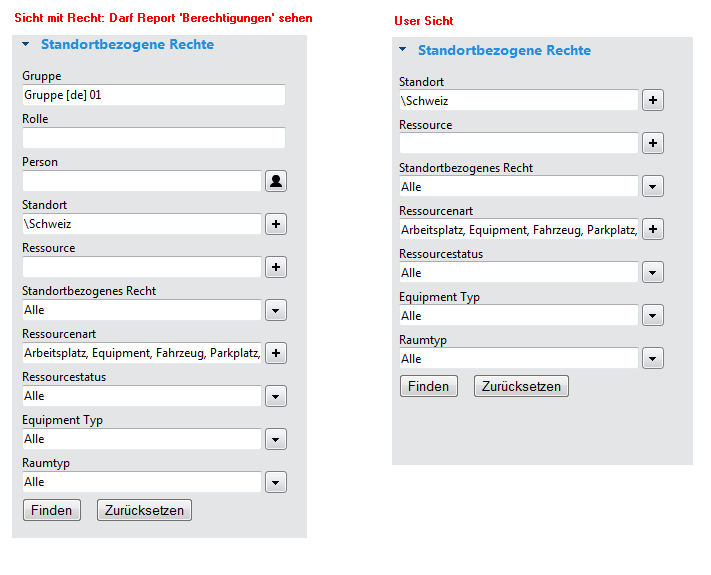 Sicht mit Recht: Darf Report 'Berechtigungen' sehen
Standortbezogene Rechte
Gruppe
Gruppe [de] 01
Rolle
Person
Standort
\Schweiz
Ressource
Standortbezogenes Recht
Alle
Ressourcenart
Arbeitsplatz, Equipment, Fahrzeug, Parkplatz,
Ressourcestatus
Alle
Equipment Typ
Alle
Raumtyp
Alle
Finden Zurücksetzen
User Sicht
Standortbezogene Rechte
Standort
\Schweiz
Ressource
Standortbezogenes Recht
Alle
Ressourcenart
Arbeitsplatz, Equipment, Fahrzeug, Parkplatz,
Ressourcestatus
Alle
Equipment Typ
Alle
Raumtyp
Alle
Finden Zurücksetzen